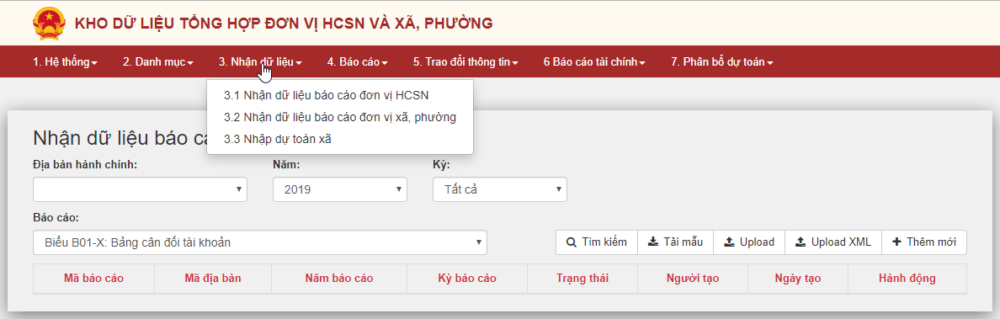 KHO DỮ LIỆU TỔNG HỢP ĐƠN VỊ HCSN VÀ XÃ, PHƯỜNG
1. Hệ thống 2. Danh mục 3. Nhận dữ liệu 4. Báo cáo 5. Trao đổi thông tin 6 Báo cáo tài chính 7. Phân bổ dự toán
3.1 Nhận dữ liệu báo cáo đơn vị HCSN
3.2 Nhận dữ liệu báo cáo đơn vị xã, phường
3.3 Nhập dự toán xã
Nhận dữ liệu báo cá
Địa bàn hành chính: Năm: Kỳ:
2019 Tất cả
Báo cáo:
Biểu B01-X: Bảng cân đối tài khoản Tìm kiếm Tải mẫu Upload Upload XML Thêm mới
Mã báo cáo Mã địa bàn Năm báo cáo Kỳ báo cáo Trạng thái Người tạo Ngày tạo Hành động